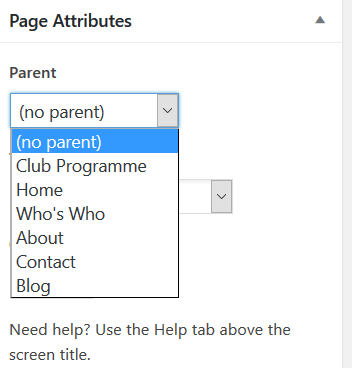 Page Attributes
Parent
(no parent)
(no parent)
Club Programme
Home
Who's Who
About
Contact
Blog
Need help? Use the Help tab above the
screen title.